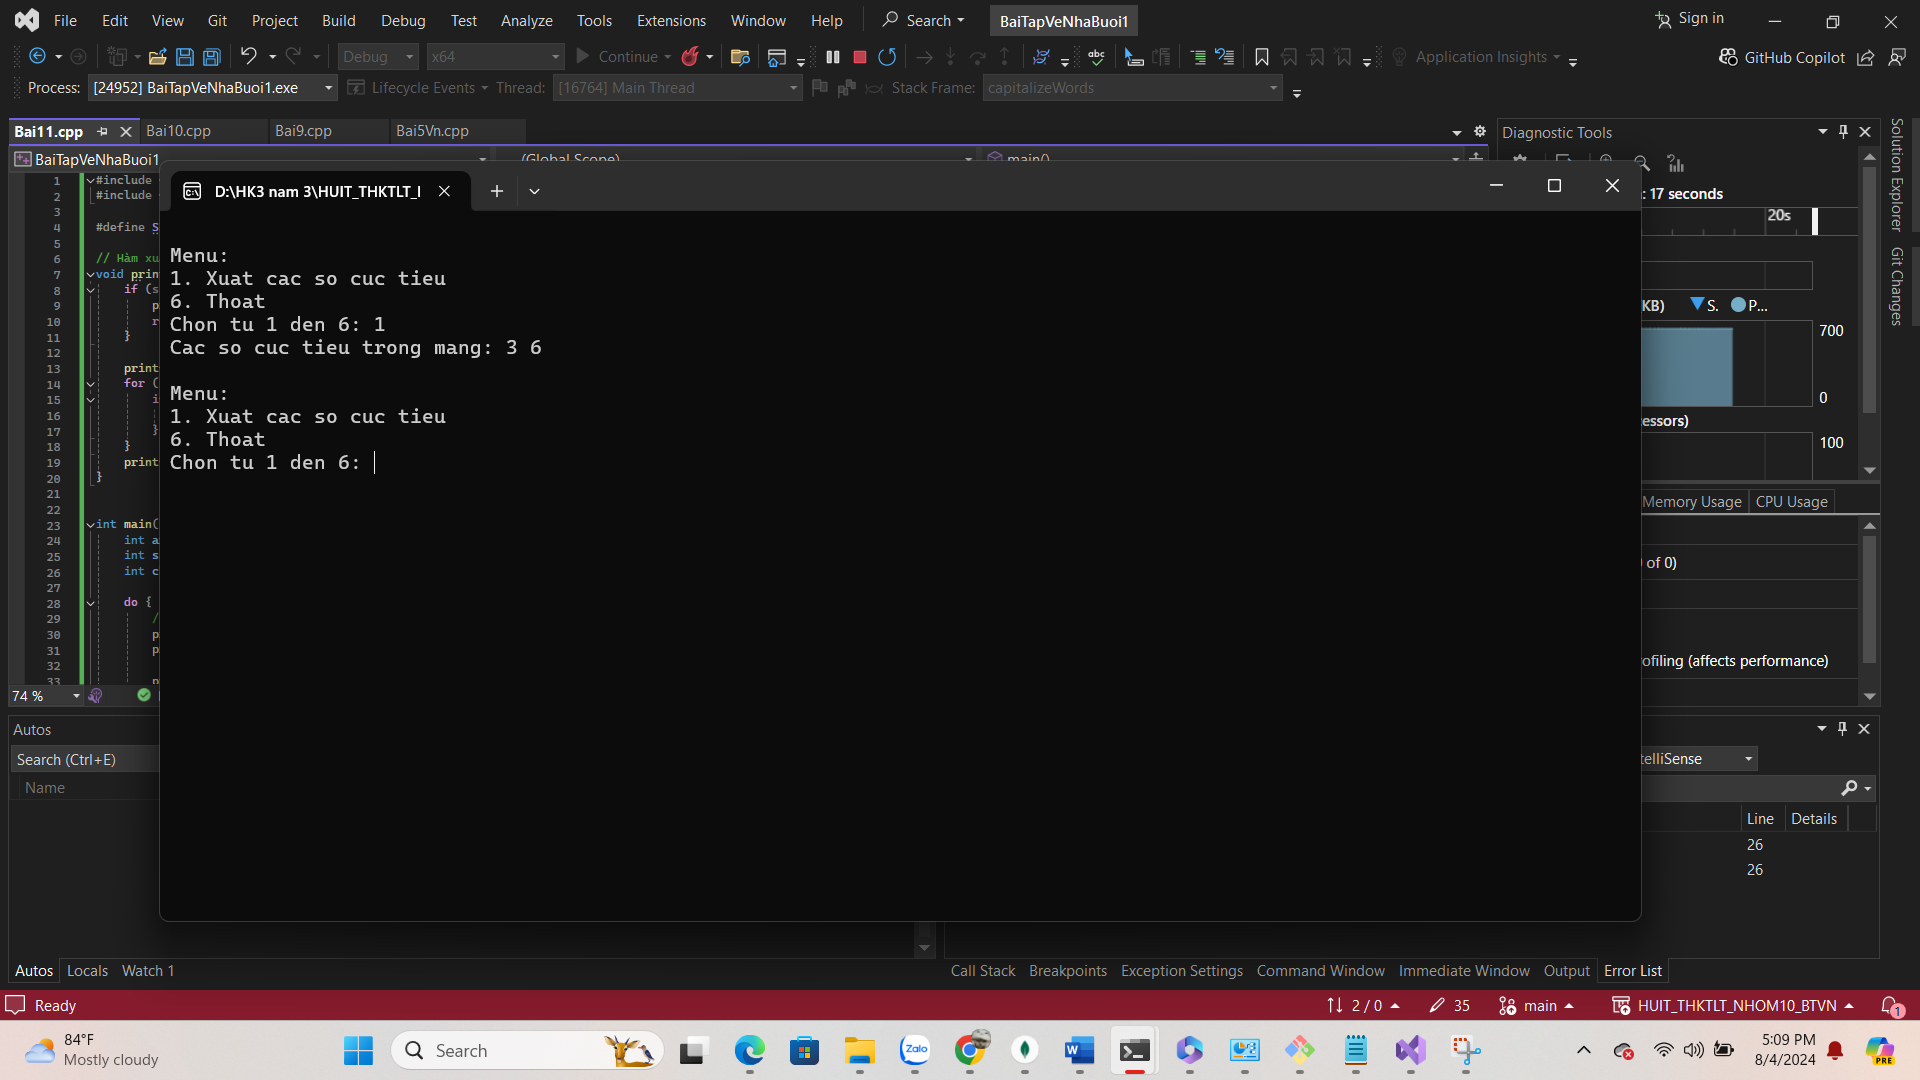 File Edit View Git Project Build Debug Test Analyze Tools Extensions Window Help Search BaiTapVeNhaBuoi1 Sign in
Debug x64 Continue Application Insights GitHub Copilot
Process: [24952] BaiTapVeNhaBuoi1.exe Lifecycle Events Thread: [16764] Main Thread Stack Frame: capitalizeWords
Bai11.cpp Bai10.cpp Bai9.cpp Bai5Vn.cpp
BaiTapVeNhaBuoi1 (Global Scope) main()
1 #include
2 #include
3
4 #define S
5
6 // Hàm xu
7 void prin
8 if (s
9 p
10 r
11 }
12
13 print
14 for (
15 i
16
17 }
18 }
19 print
20 }
21
22
23 int main(
24 int a
25 int s
26 int c
27
28 do {
29 /
30 p
31 p
32
33 p
74 %
D:\HK3 nam 3\HUIT_THKTLT_I
Menu:
1. Xuat cac so cuc tieu
6. Thoat
Chon tu 1 den 6: 1
Cac so cuc tieu trong mang: 3 6
Menu:
1. Xuat cac so cuc tieu
6. Thoat
Chon tu 1 den 6:
Diagnostic Tools
: 17 seconds
20s
KB) S. P...
700
0
essors)
100
Memory Usage CPU Usage
of 0)
ofiling (affects performance)
Solution Explorer
Git Changes
Autos
Search (Ctrl+E)
Name
telliSense
Line Details
26
26
Autos Locals Watch 1
Call Stack Breakpoints Exception Settings Command Window Immediate Window Output Error List
Ready 2 / 0 35 main HUIT_THKTLT_NHOM10_BTVN 1
84°F
Mostly cloudy
Search
Zalo
PRE
5:09 PM
8/4/2024